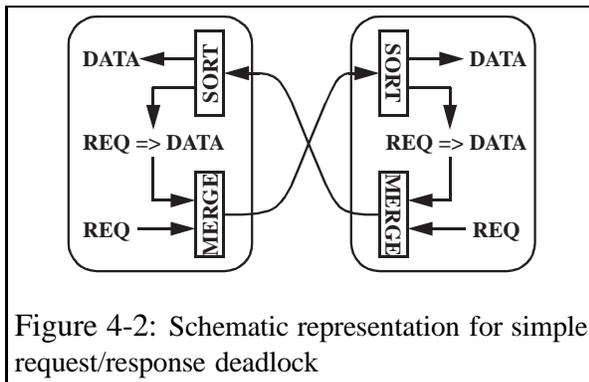 DATA
SORT
SORT
DATA
REQ => DATA
REQ => DATA
REQ
MERGE
MERGE
REQ
Figure 4-2: Schematic representation for simple
request/response deadlock